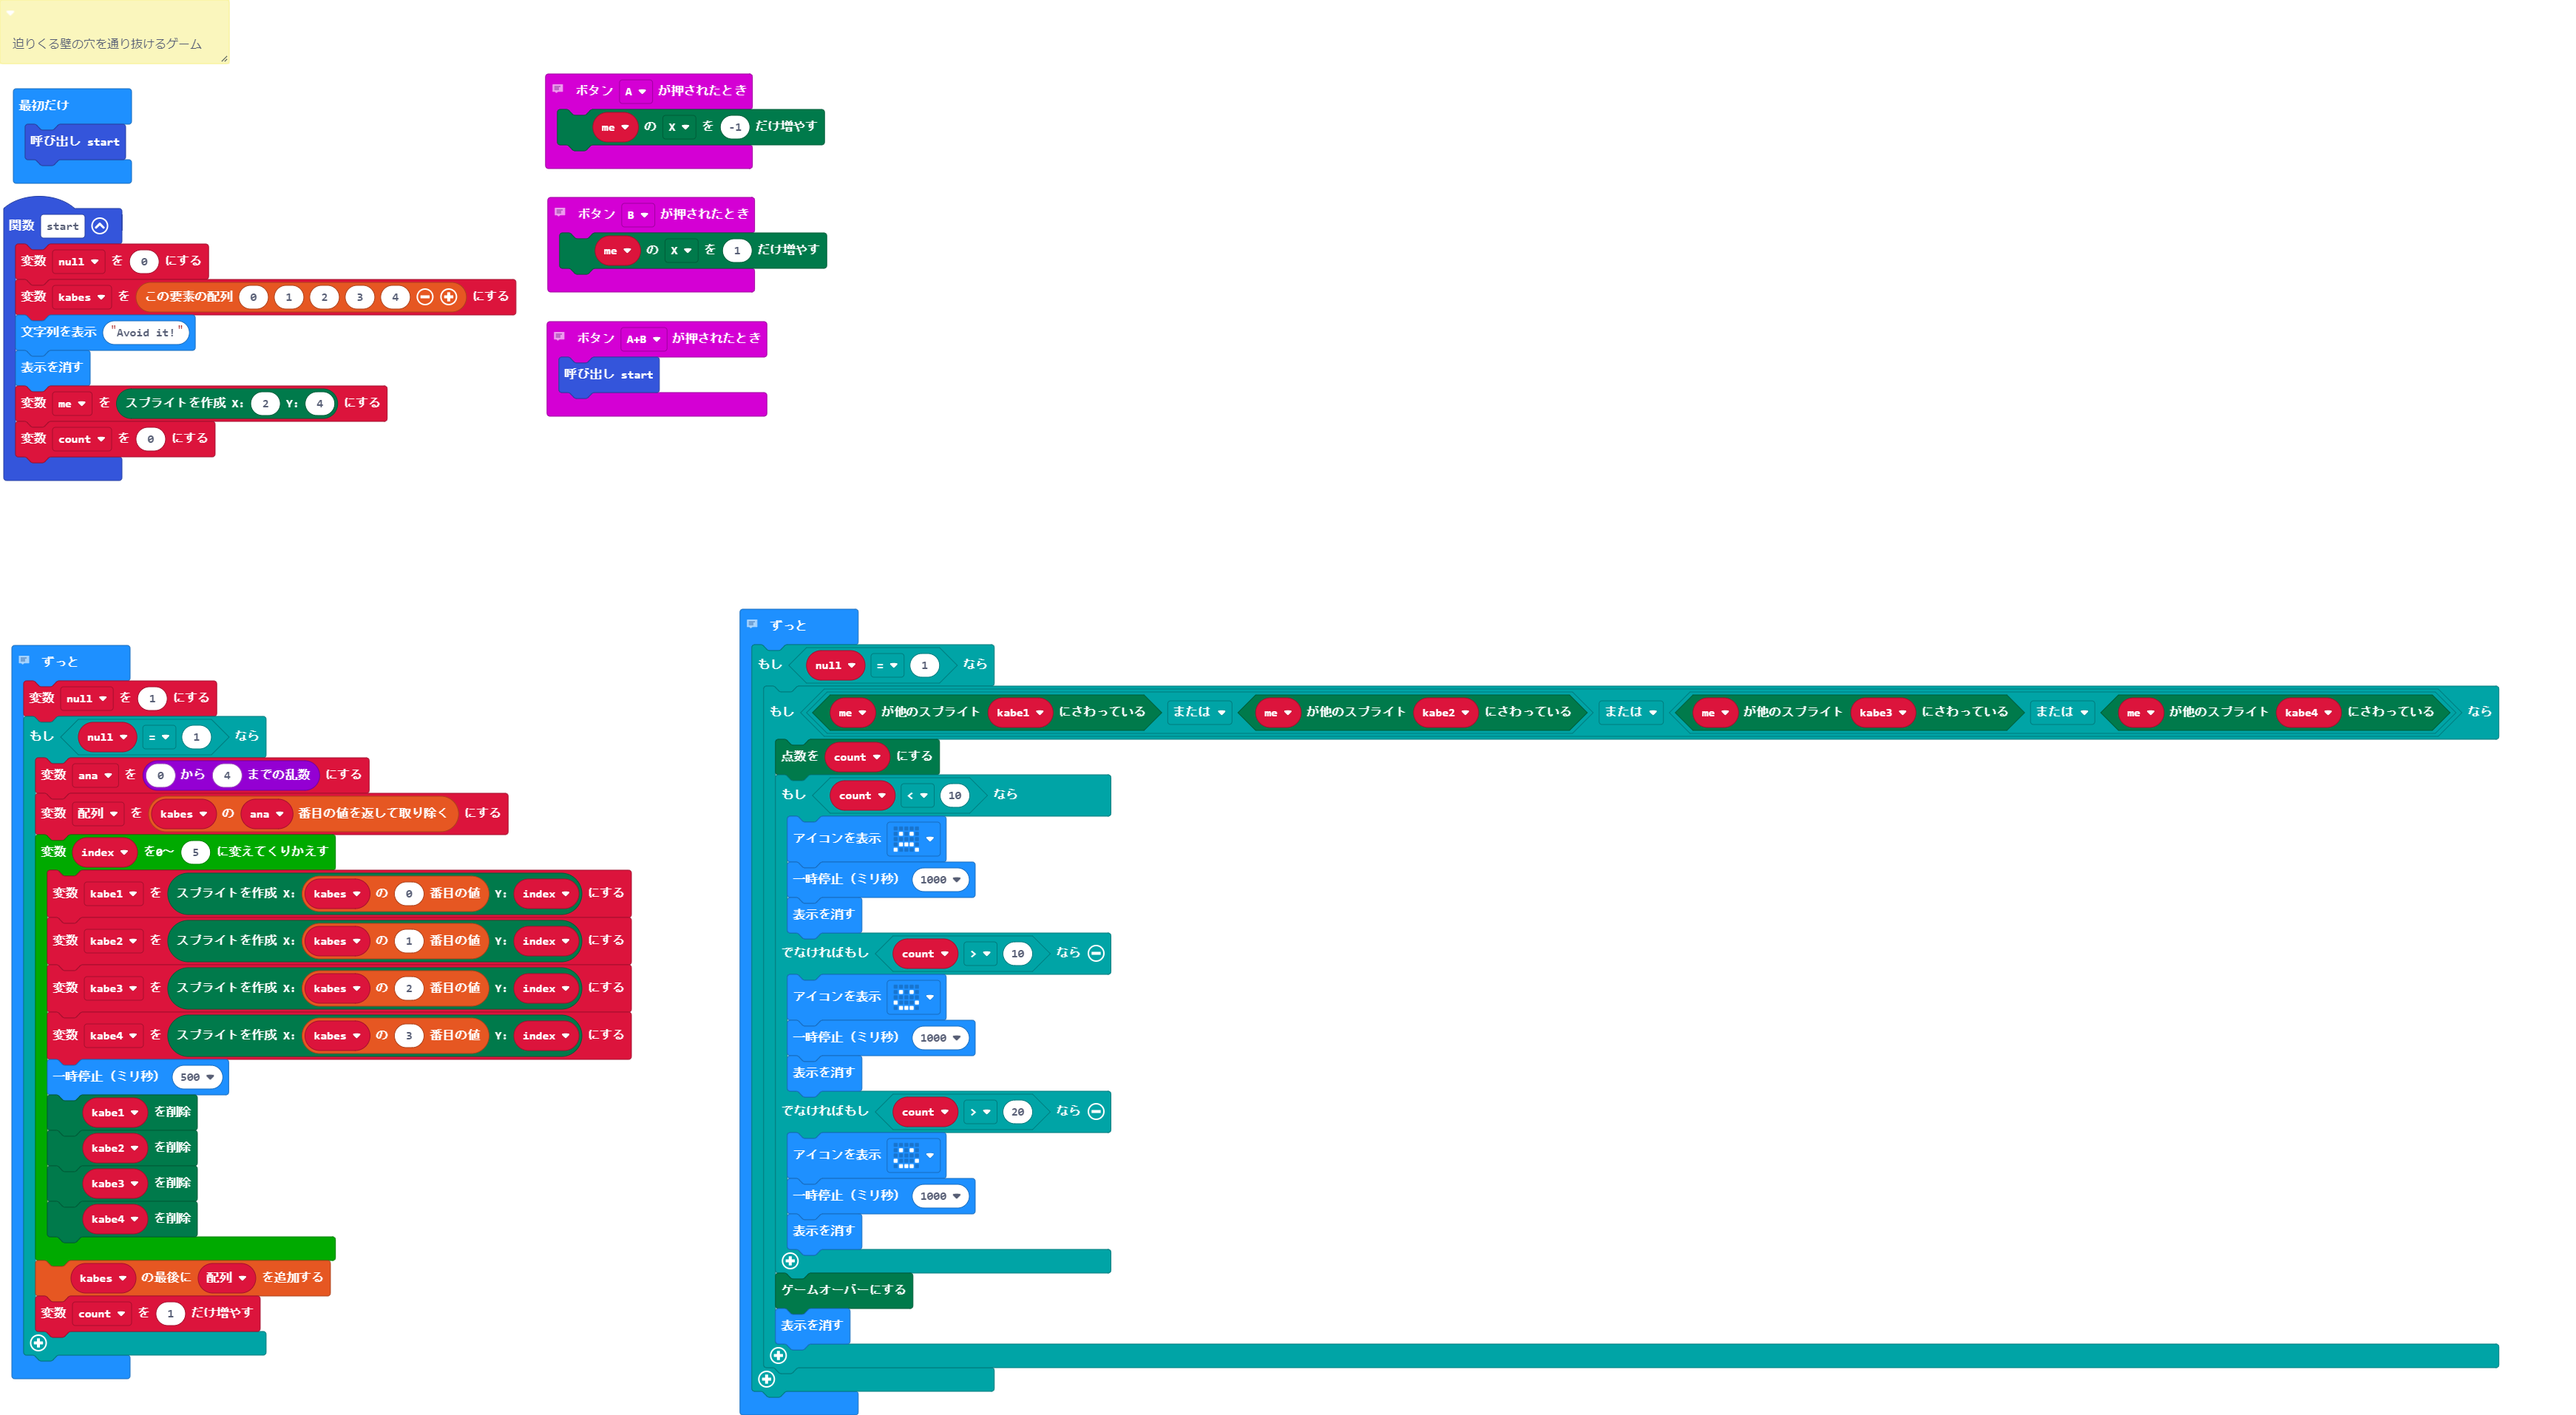 迫りくる壁の穴を通り抜けるゲーム
最初だけ
呼び出し start
関数 start
変数 null を 0 にする
変数 kabes を この要素の配列 0 1 2 3 4 にする
文字列を表示 "Avoid it!"
表示を消す
変数 me を スプライトを作成 X: 2 Y: 4 にする
変数 count を 0 にする
ボタン A が押されたとき
me の X を -1 だけ増やす
ボタン B が押されたとき
me の X を 1 だけ増やす
ボタン A+B が押されたとき
呼び出し start
ずっと
変数 null を 1 にする
もし null = 1 なら
変数 ana を 0 から 4 までの乱数 にする
変数 配列 を kabes の ana 番目の値を返して取り除く にする
変数 index を0～ 5 に変えてくりかえす
変数 kabe1 を スプライトを作成 X: kabes の 0 番目の値 Y: index にする
変数 kabe2 を スプライトを作成 X: kabes の 1 番目の値 Y: index にする
変数 kabe3 を スプライトを作成 X: kabes の 2 番目の値 Y: index にする
変数 kabe4 を スプライトを作成 X: kabes の 3 番目の値 Y: index にする
一時停止（ミリ秒） 500
kabe1 を削除
kabe2 を削除
kabe3 を削除
kabe4 を削除
kabes の最後に 配列 を追加する
変数 count を 1 だけ増やす
ずっと
もし null = 1 なら
もし me が他のスプライト kabe1 にさわっている または me が他のスプライト kabe2 にさわっている または me が他のスプライト kabe3 にさわっている または me が他のスプライト kabe4 にさわっている なら
点数を count にする
もし count < 10 なら
アイコンを表示
一時停止（ミリ秒） 1000
表示を消す
でなければもし count > 10 なら
アイコンを表示
一時停止（ミリ秒） 1000
表示を消す
でなければもし count > 20 なら
アイコンを表示
一時停止（ミリ秒） 1000
表示を消す
ゲームオーバーにする
表示を消す